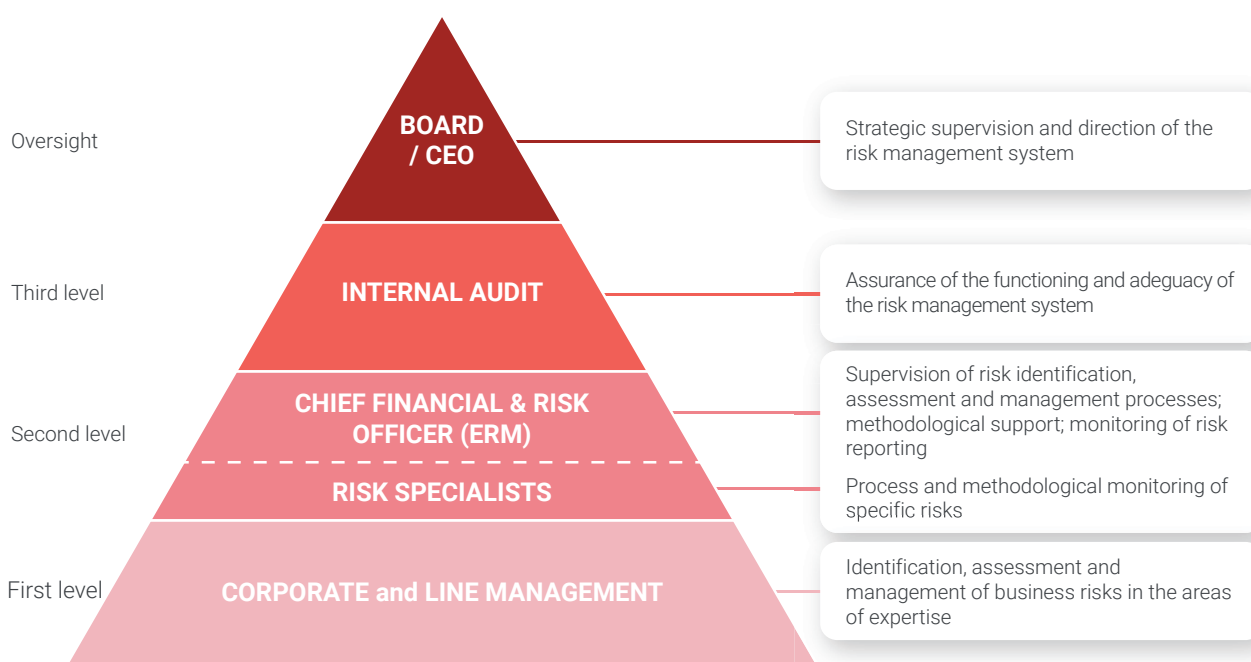 Oversight
BOARD
/ CEO
Strategic supervision and direction of the
risk management system
Third level
INTERNAL AUDIT
Assurance of the functioning and adeguacy of
the risk management system
Second level
CHIEF FINANCIAL & RISK
OFFICER (ERM)
Supervision of risk identification,
assessment and management processes;
methodological support; monitoring of risk
reporting
RISK SPECIALISTS
Process and methodological monitoring of
specific risks
First level
CORPORATE and LINE MANAGEMENT
Identification, assessment and
management of business risks in the areas
of expertise